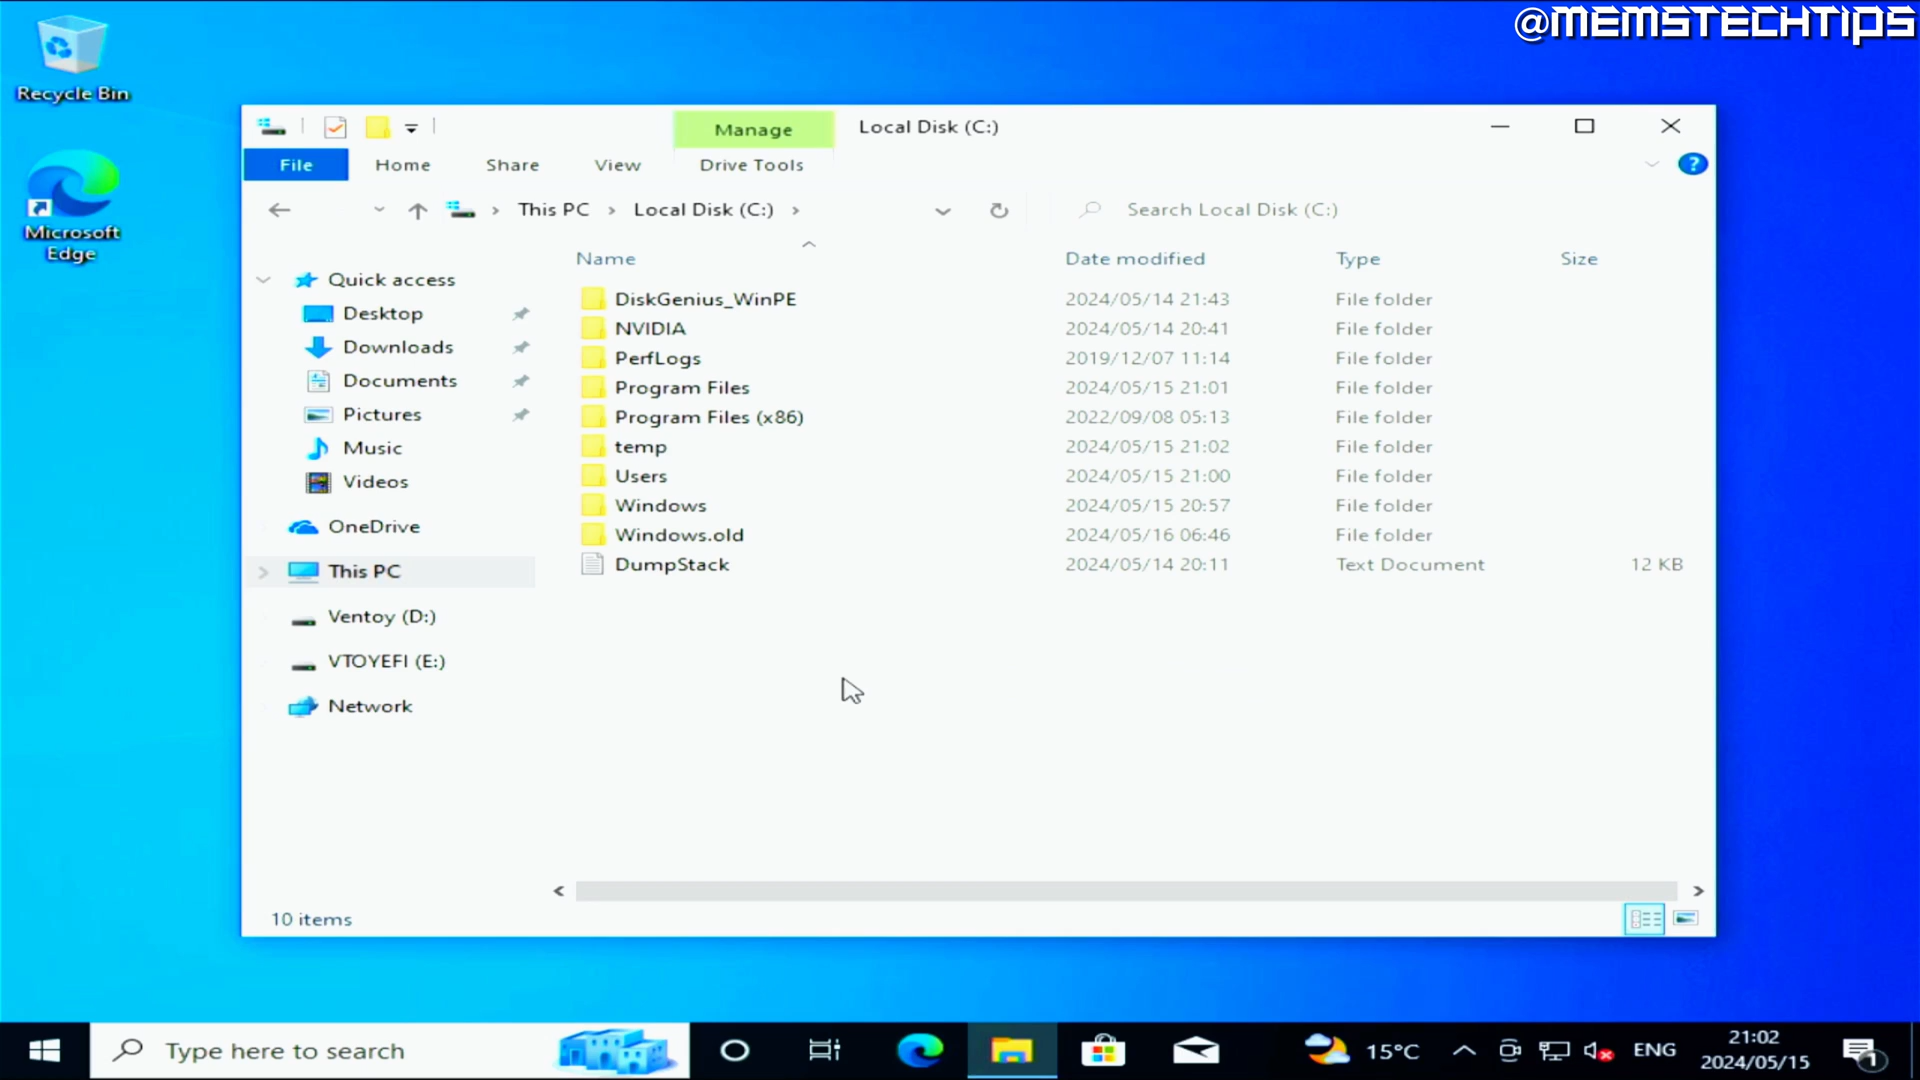 @MEMSTECHTIPS
Recycle Bin
Microsoft
Edge
Manage
Local Disk (C:)
File
Home
Share
View
Drive Tools
?
This PC
Local Disk (C:)
Search Local Disk (C:)
Name
Date modified
Type
Size
Quick access
Desktop
Downloads
Documents
Pictures
Music
Videos
OneDrive
This PC
Ventoy (D:)
VTOYEFI (E:)
Network
DiskGenius_WinPE 2024/05/14 21:43 File folder
NVIDIA 2024/05/14 20:41 File folder
PerfLogs 2019/12/07 11:14 File folder
Program Files 2024/05/15 21:01 File folder
Program Files (x86) 2022/09/08 05:13 File folder
temp 2024/05/15 21:02 File folder
Users 2024/05/15 21:00 File folder
Windows 2024/05/15 20:57 File folder
Windows.old 2024/05/16 06:46 File folder
DumpStack 2024/05/14 20:11 Text Document 12 KB
10 items
Type here to search
15°C
ENG
21:02
2024/05/15
1